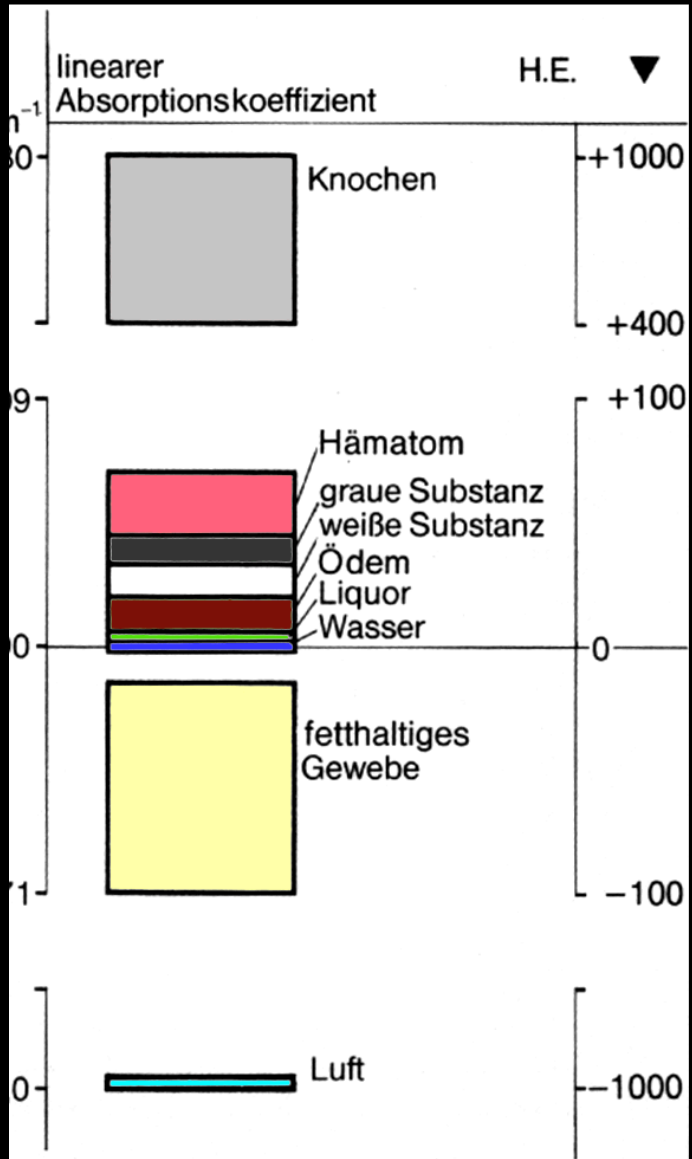 linearer
Absorptionskoeffizient
H.E. ▼
+1000
Knochen
+400
+100
Hämatom
graue Substanz
weiße Substanz
Ödem
Liquor
Wasser
0
fetthaltiges
Gewebe
-100
Luft
0
-1000